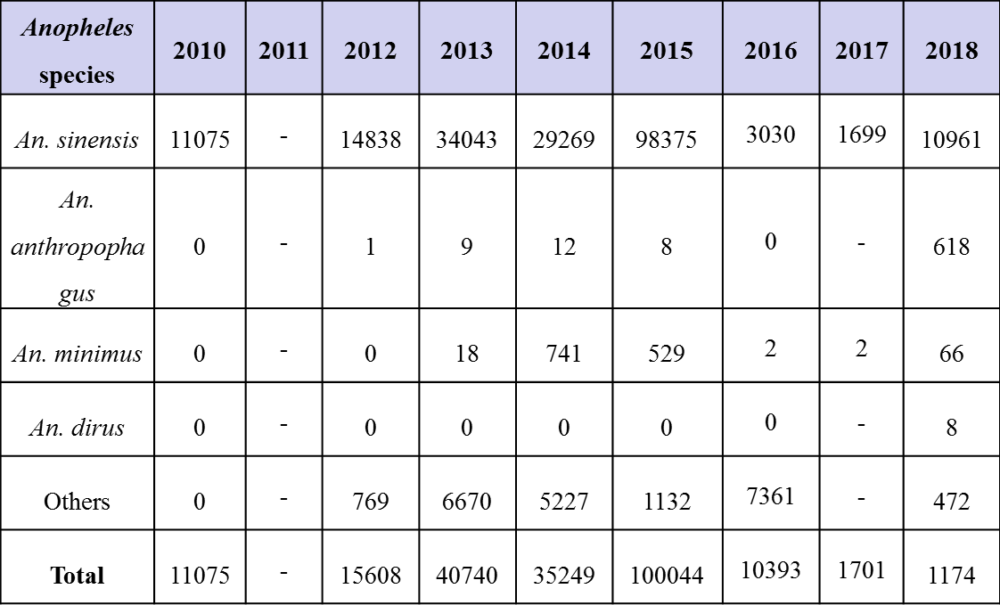 Anopheles species 2010 2011 2012 2013 2014 2015 2016 2017 2018
An. sinensis 11075 - 14838 34043 29269 98375 3030 1699 10961
An. anthropopha gus 0 - 1 9 12 8 0 - 618
An. minimus 0 - 0 18 741 529 2 2 66
An. dirus 0 - 0 0 0 0 0 - 8
Others 0 - 769 6670 5227 1132 7361 - 472
Total 11075 - 15608 40740 35249 100044 10393 1701 1174